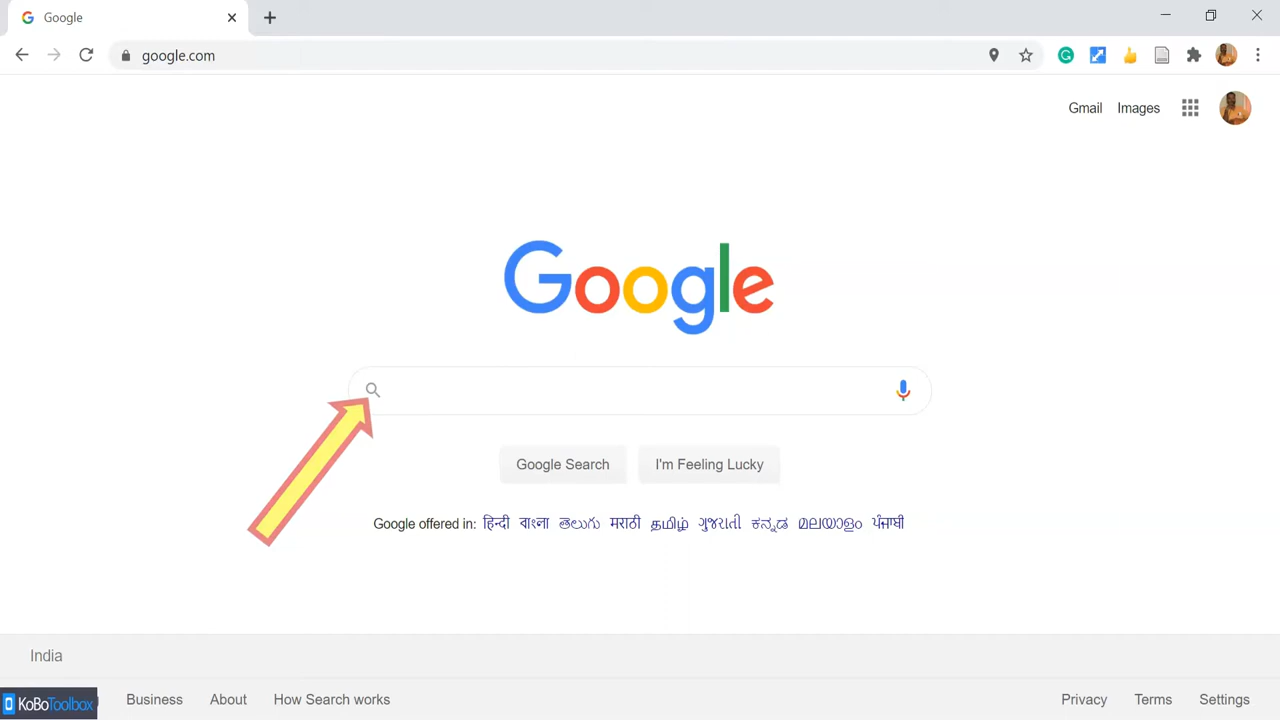 Google
google.com
Gmail Images
Google
Google Search I'm Feeling Lucky
Google offered in: हिन्दी বাংলা తెలుగు मराठी தமிழ் ગુજરાતી ಕನ್ನಡ മലയാളം ਪੰਜਾਬੀ
India
KoBoToolbox Business About How Search works Privacy Terms Settings